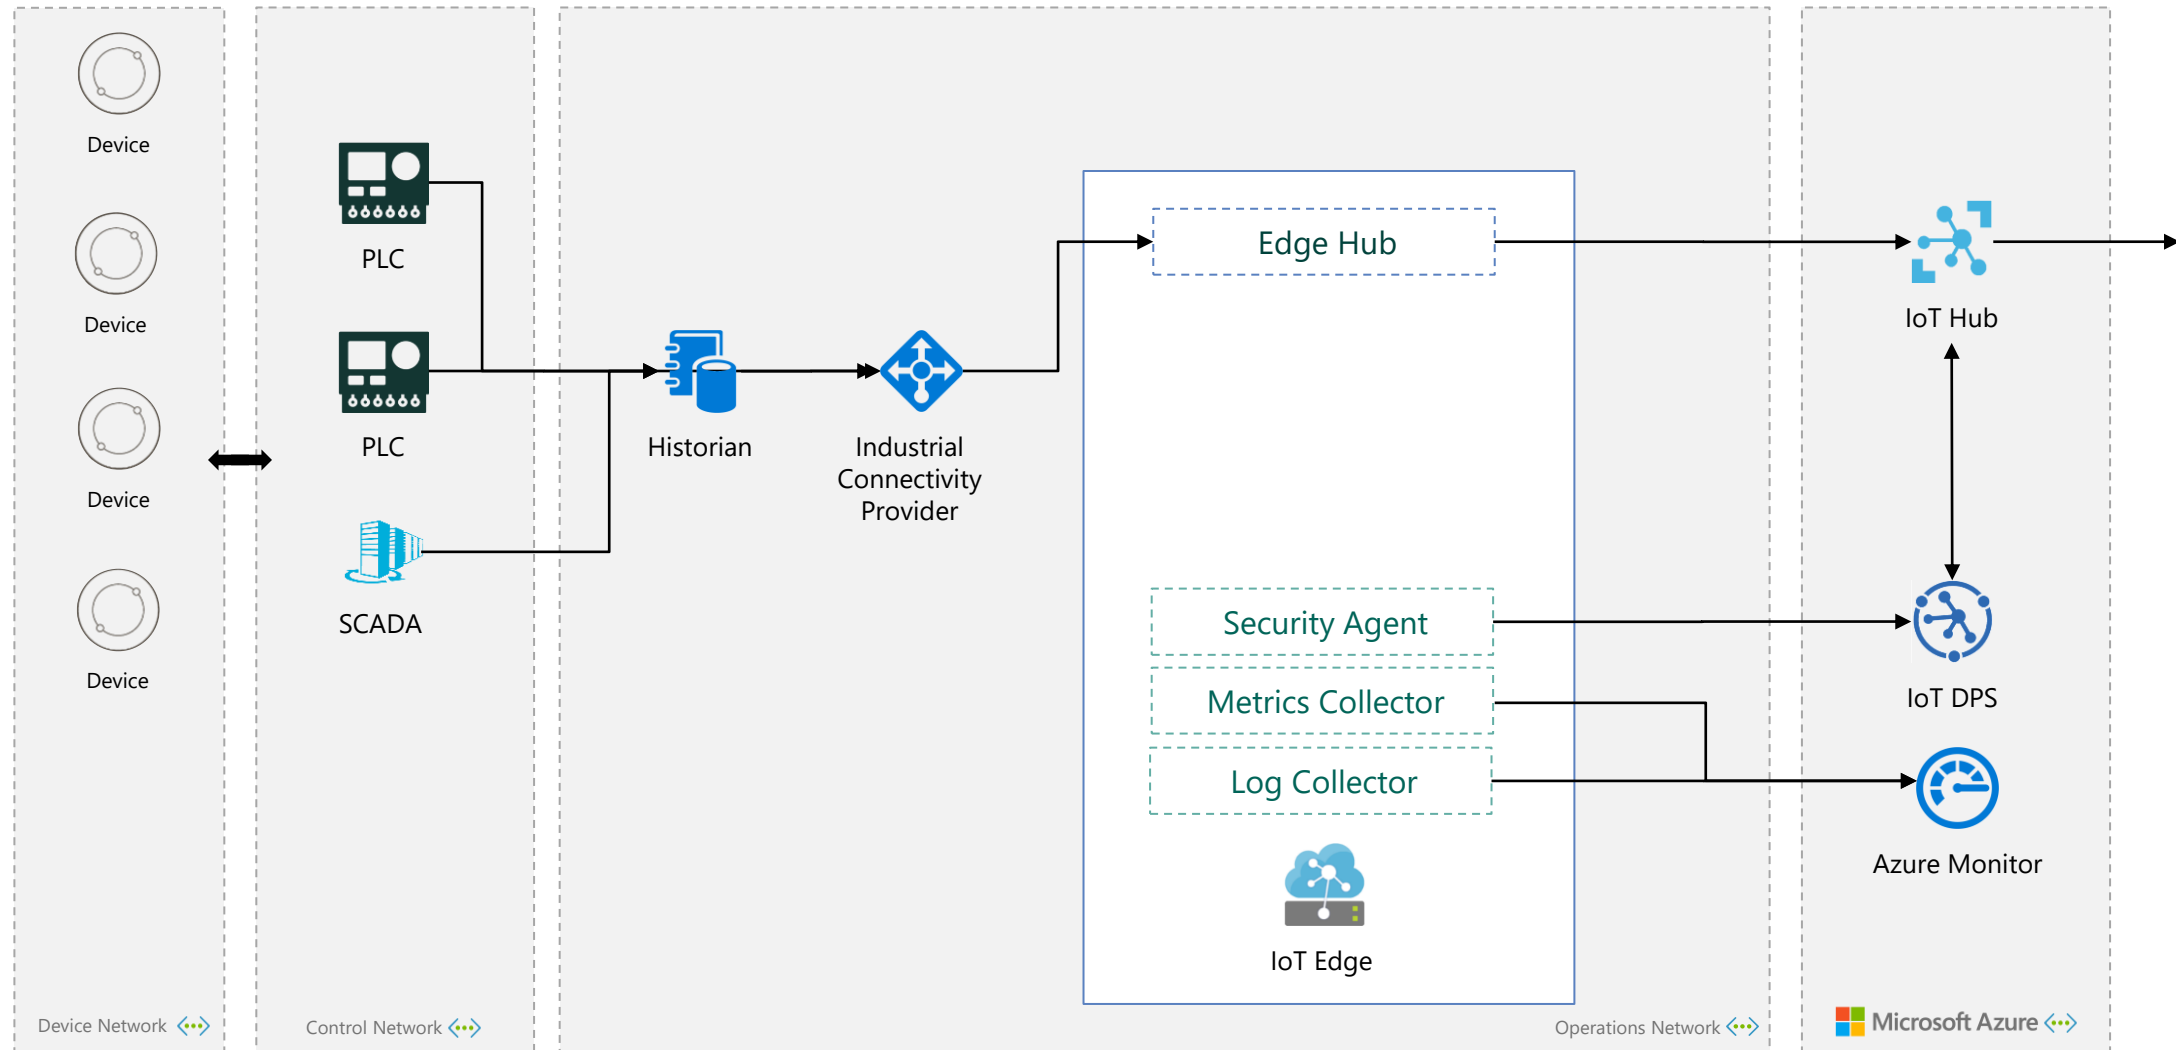 Device
Device
Device
Device
Device Network
PLC
PLC
SCADA
Control Network
Historian
Industrial
Connectivity
Provider
Edge Hub
Security Agent
Metrics Collector
Log Collector
IoT Edge
Operations Network
IoT Hub
IoT DPS
Azure Monitor
Microsoft Azure